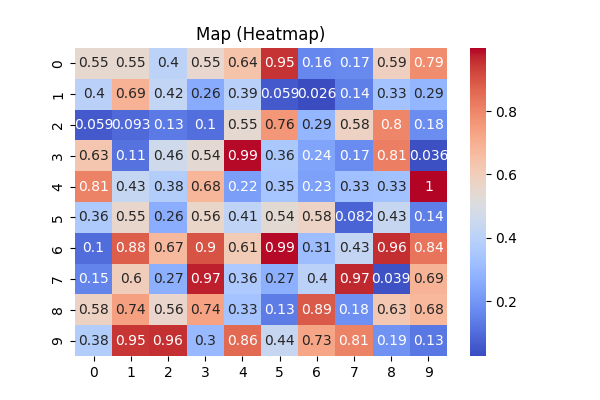 Map (Heatmap)
0 0.55 0.55 0.4 0.55 0.64 0.95 0.16 0.17 0.59 0.79
1 0.4 0.69 0.42 0.26 0.39 0.059 0.026 0.14 0.33 0.29
2 0.059 0.093 0.13 0.1 0.55 0.76 0.29 0.58 0.8 0.18
3 0.63 0.11 0.46 0.54 0.99 0.36 0.24 0.17 0.81 0.036
4 0.81 0.43 0.38 0.68 0.22 0.35 0.23 0.33 0.33 1
5 0.36 0.55 0.26 0.56 0.41 0.54 0.58 0.082 0.43 0.14
6 0.1 0.88 0.67 0.9 0.61 0.99 0.31 0.43 0.96 0.84
7 0.15 0.6 0.27 0.97 0.36 0.27 0.4 0.97 0.039 0.69
8 0.58 0.74 0.56 0.74 0.33 0.13 0.89 0.18 0.63 0.68
9 0.38 0.95 0.96 0.3 0.86 0.44 0.73 0.81 0.19 0.13
0 1 2 3 4 5 6 7 8 9
0.8
0.6
0.4
0.2